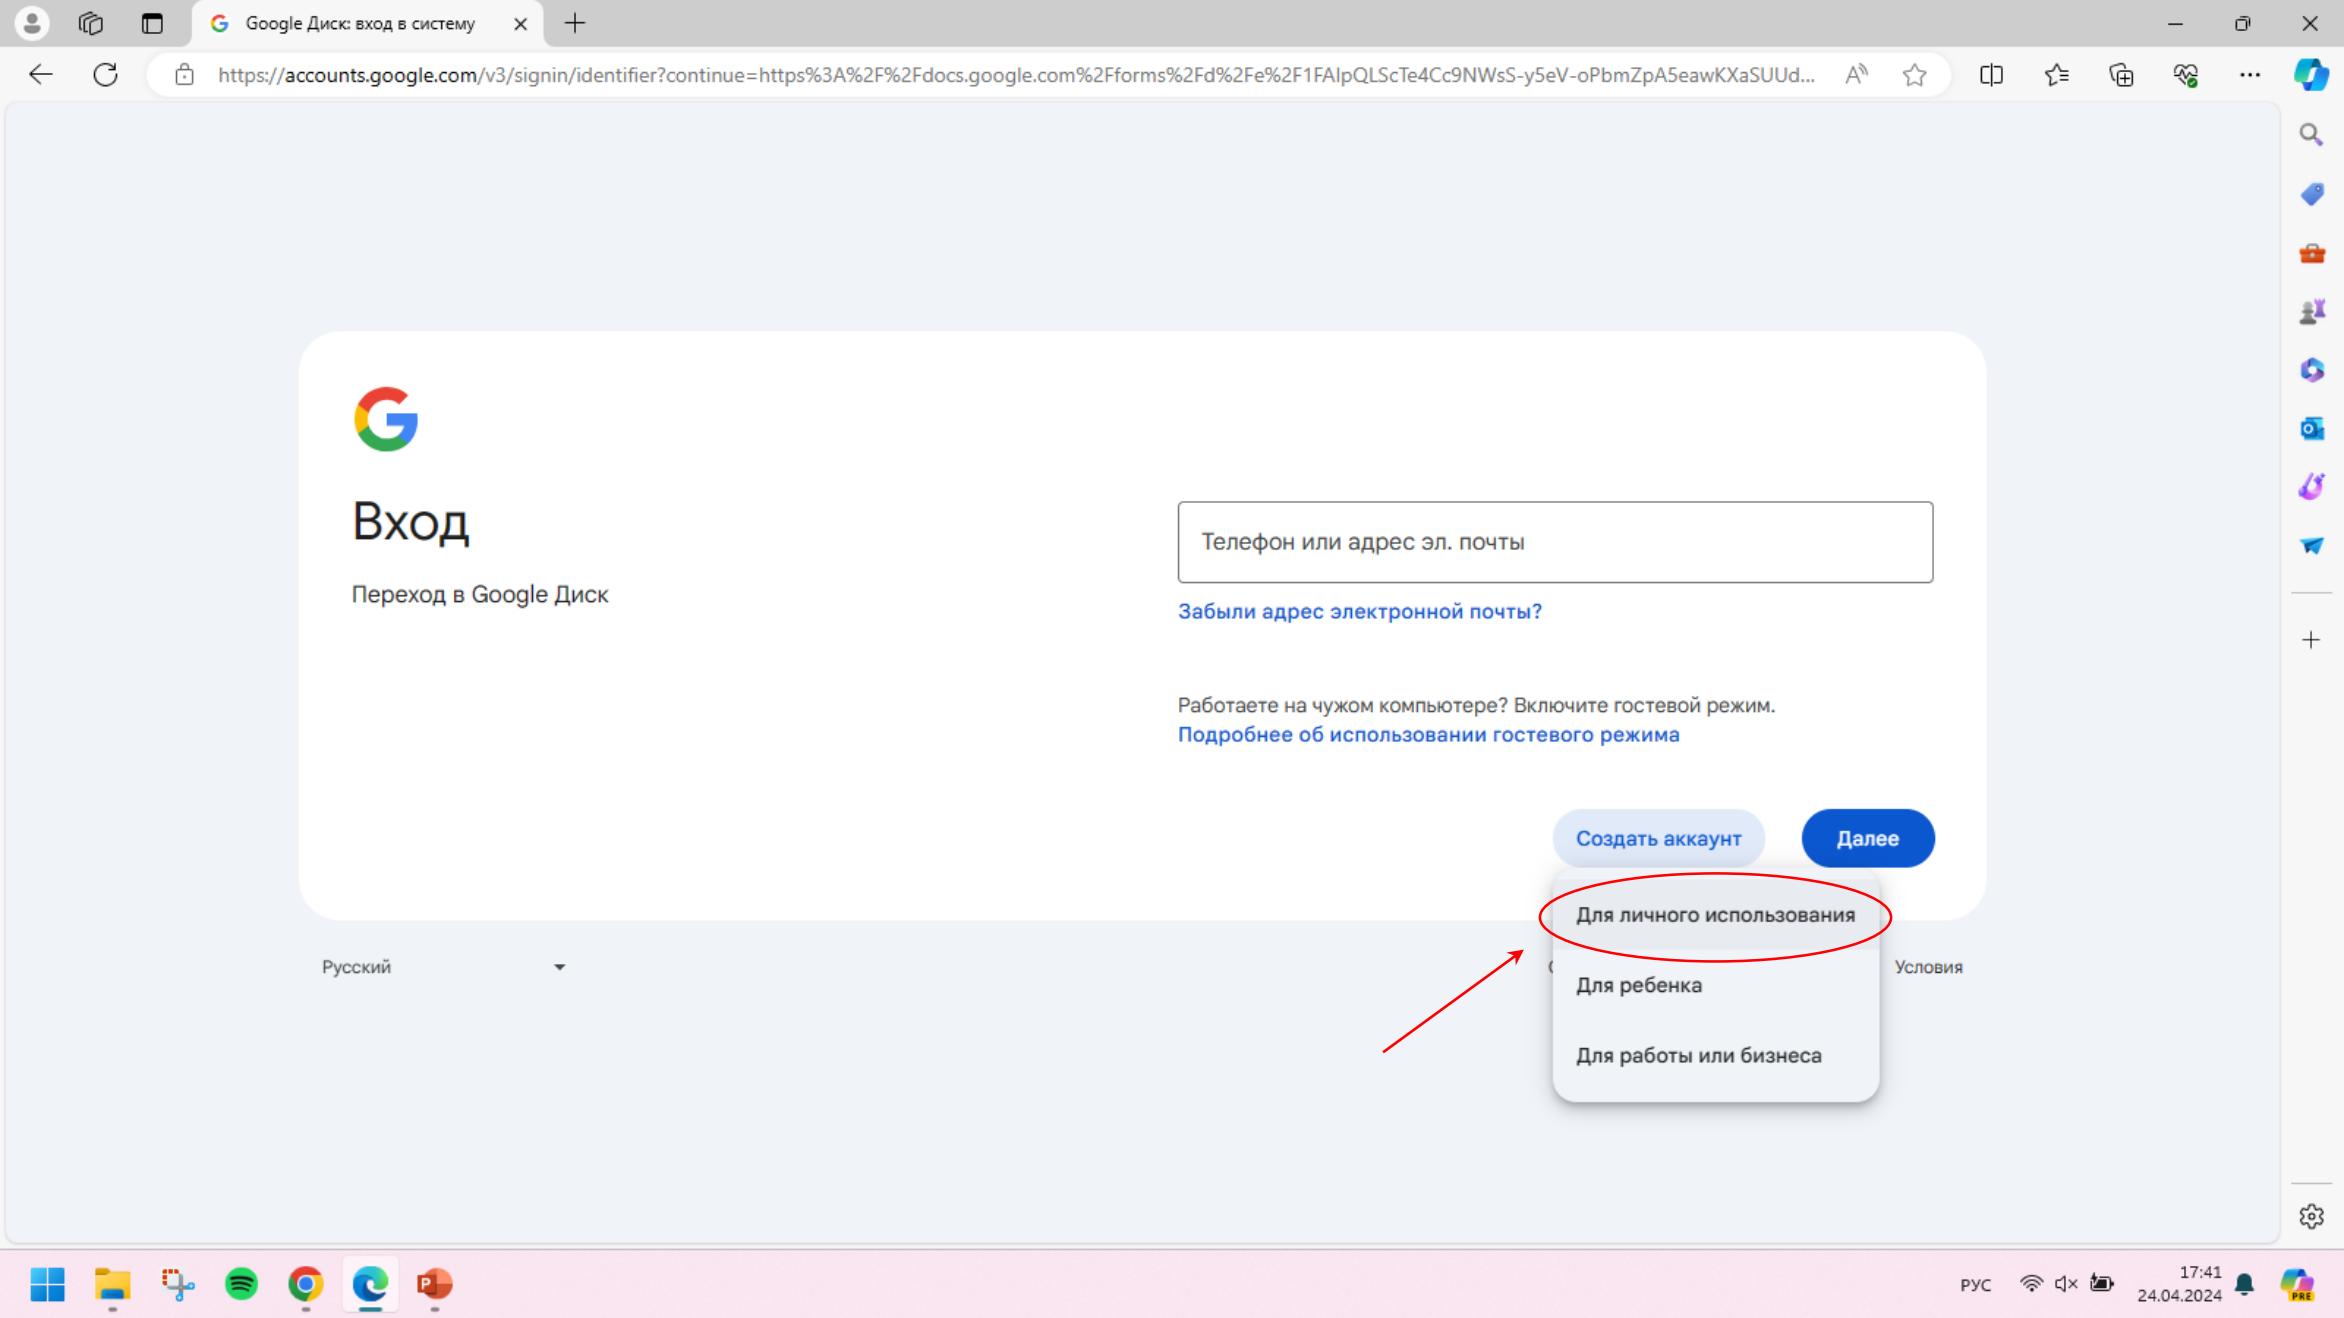 Google Диск: вход в систему
https://accounts.google.com/v3/signin/identifier?continue=https%3A%2F%2Fdocs.google.com%2Fforms%2Fd%2Fe%2F1FAIpQLScTe4Cc9NWsS-y5eV-oPbmZpA5eawKXaSUUd...
Вход
Переход в Google Диск
Телефон или адрес эл. почты
Забыли адрес электронной почты?
Работаете на чужом компьютере? Включите гостевой режим.
Подробнее об использовании гостевого режима
Создать аккаунт
Далее
Для личного использования
Для ребенка
Для работы или бизнеса
Русский
Условия
РУС
17:41
24.04.2024
PRE